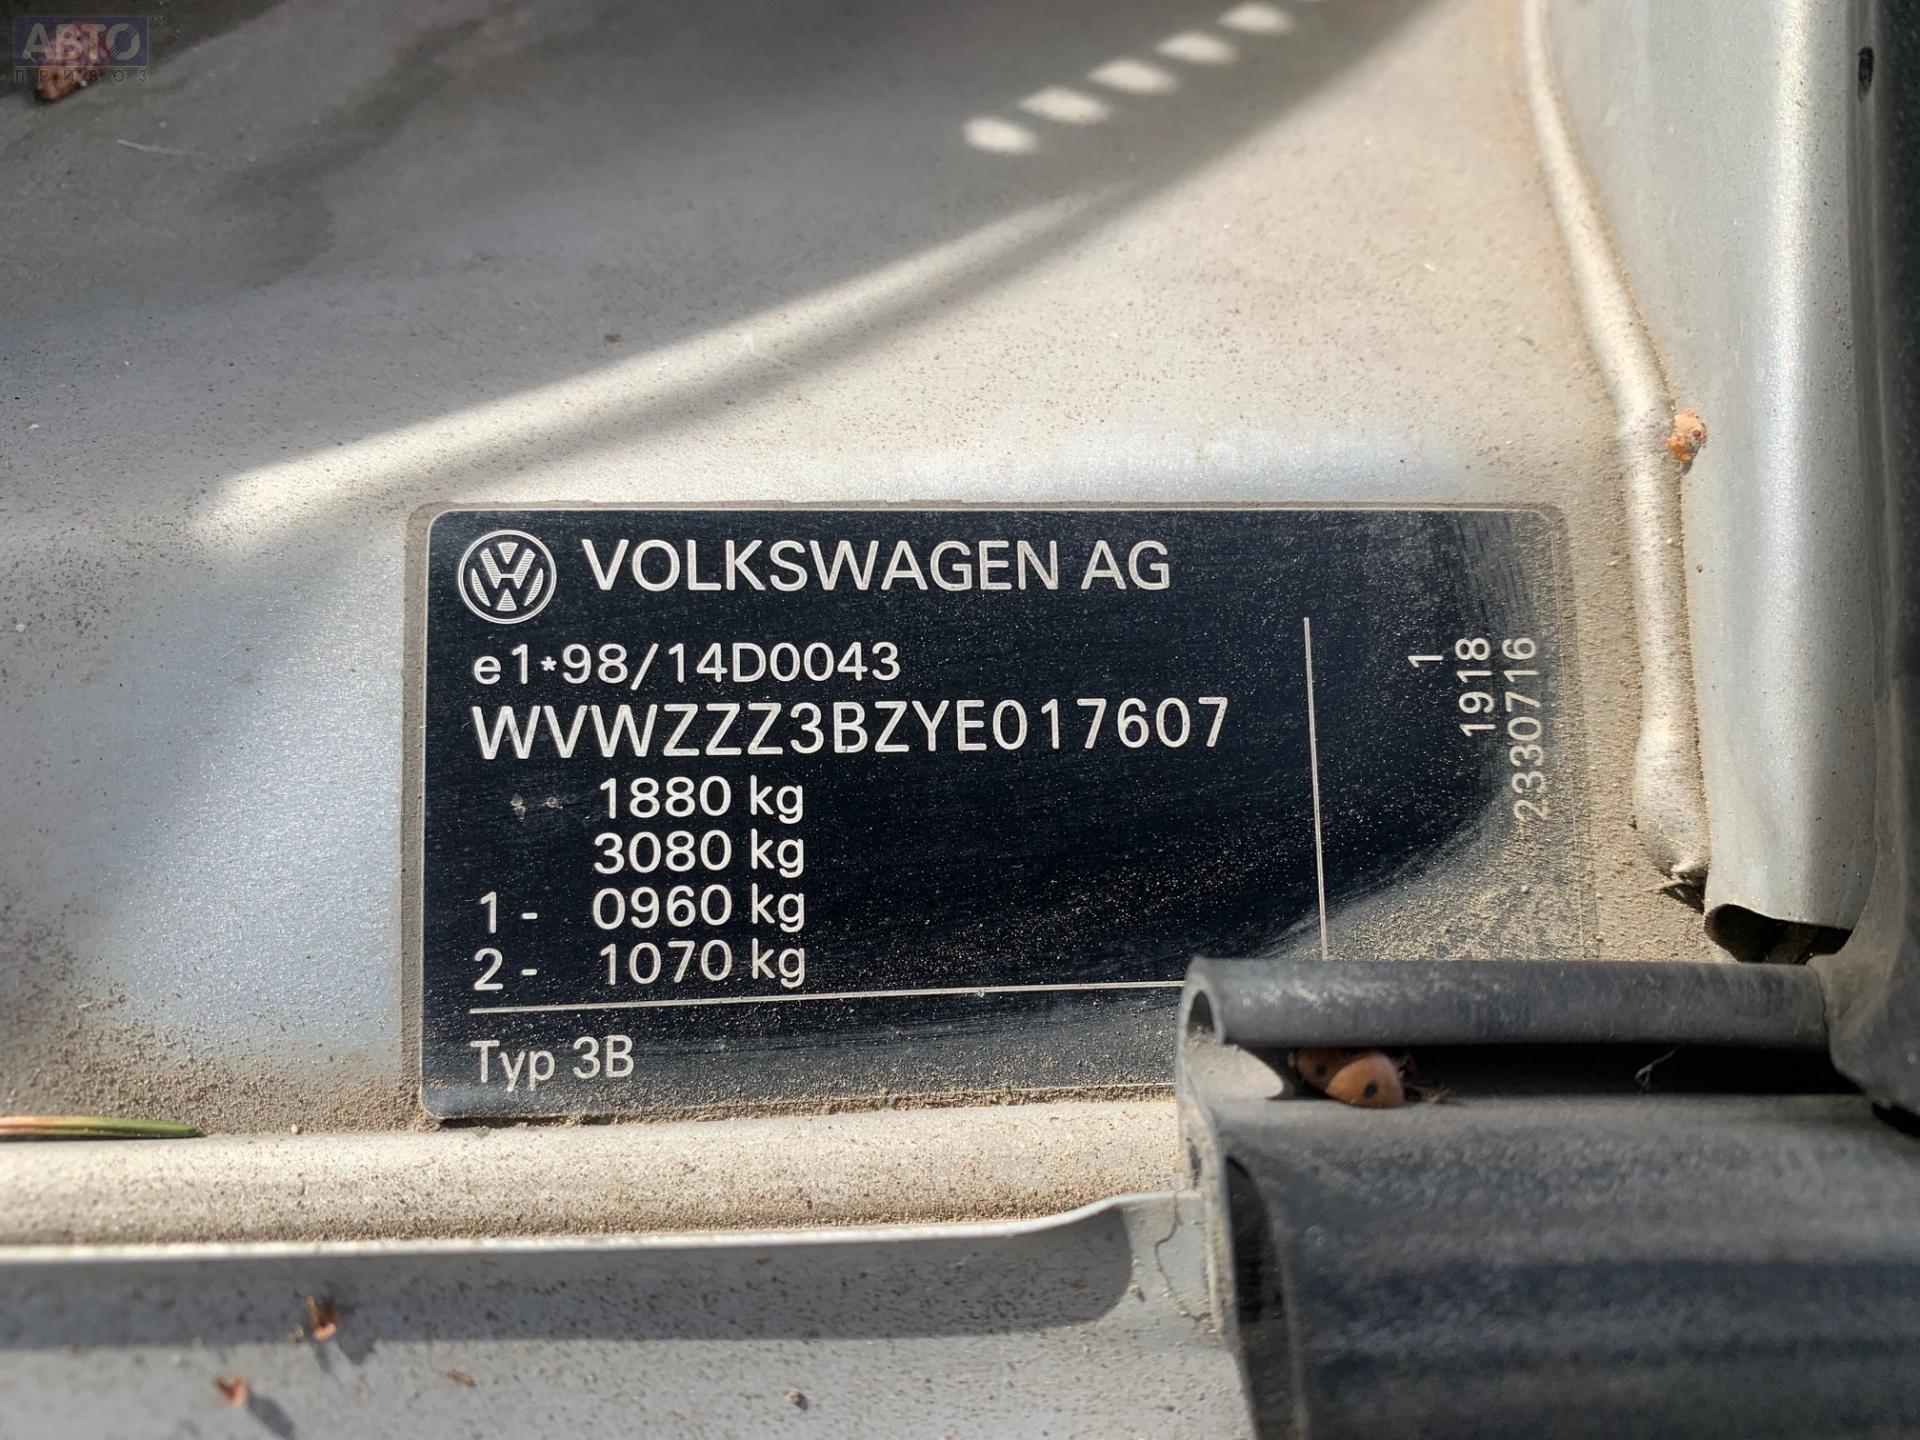 АВТО
ПРИВОЗ
VOLKSWAGEN AG
e1*98/14D0043
WVWZZZ3BZYE017607
1880 kg
3080 kg
1- 0960 kg
2- 1070 kg
Typ 3B
1
1918
2330716